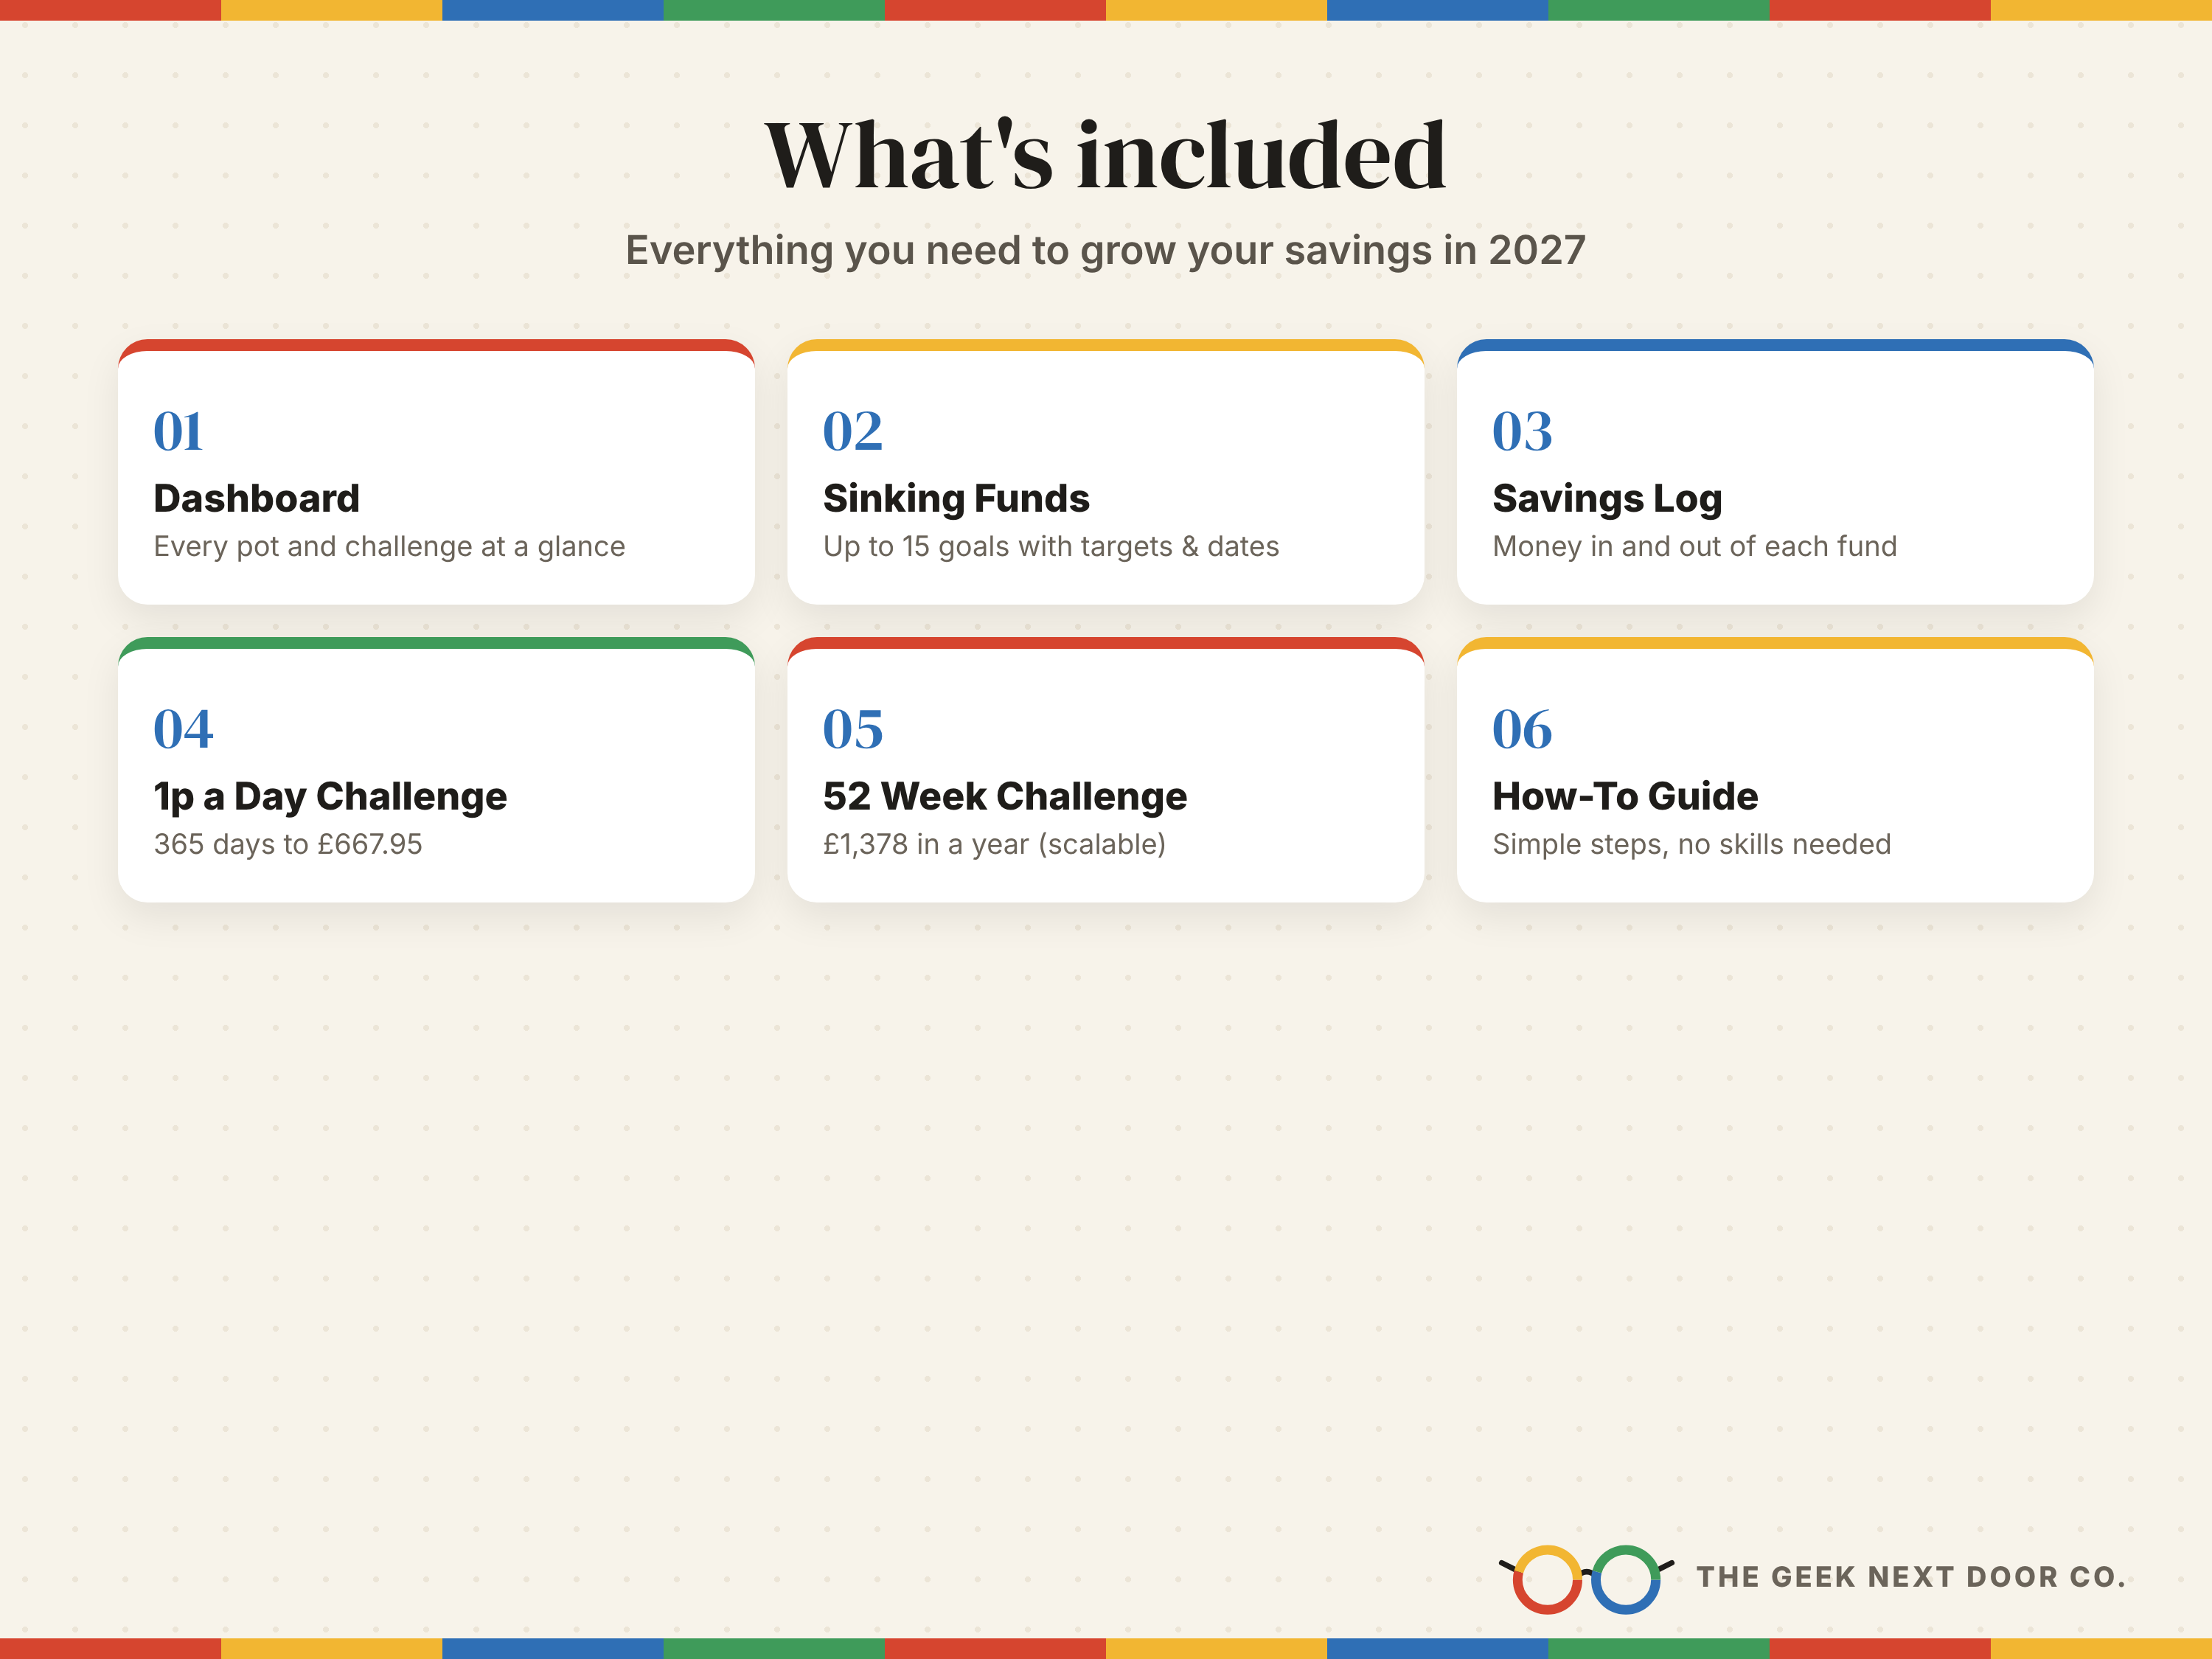 What's included
Everything you need to grow your savings in 2027
01
Dashboard
Every pot and challenge at a glance
02
Sinking Funds
Up to 15 goals with targets & dates
03
Savings Log
Money in and out of each fund
04
1p a Day Challenge
365 days to £667.95
05
52 Week Challenge
£1,378 in a year (scalable)
06
How-To Guide
Simple steps, no skills needed
THE GEEK NEXT DOOR CO.